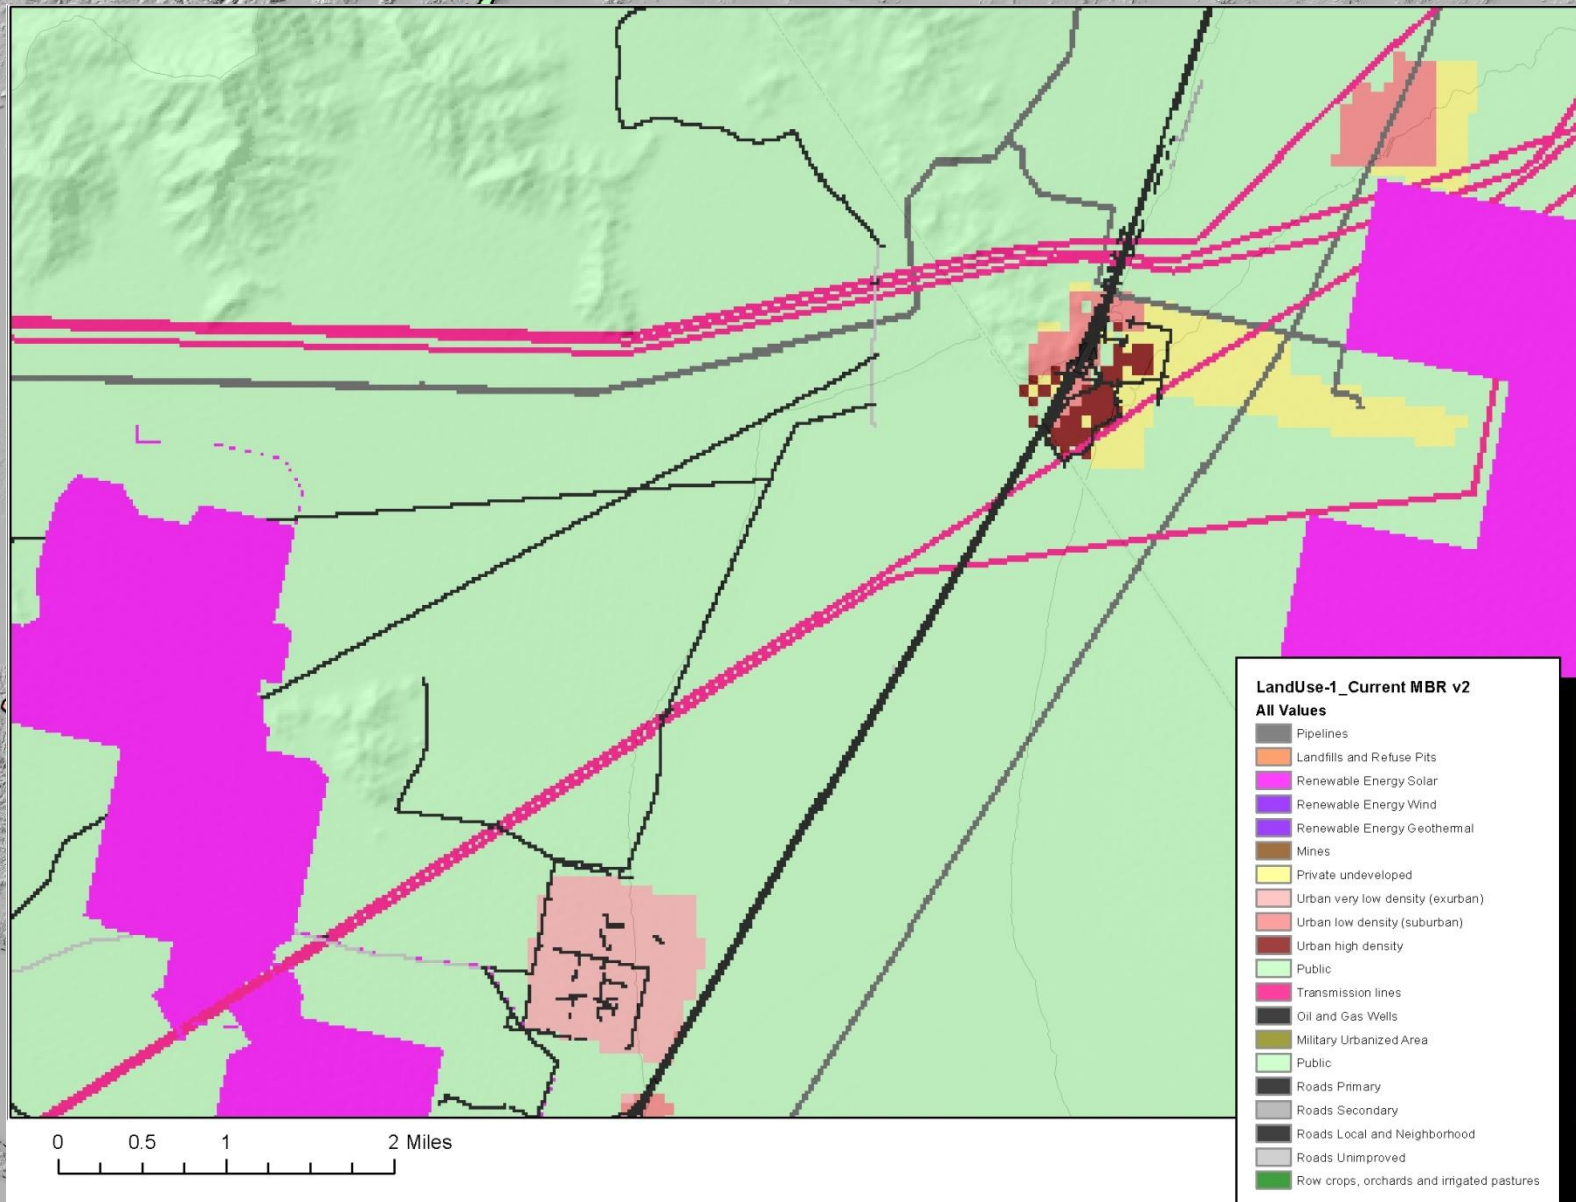 LandUse-1_Current MBR v2
All Values
Pipelines
Landfills and Refuse Pits
Renewable Energy Solar
Renewable Energy Wind
Renewable Energy Geothermal
Mines
Private undeveloped
Urban very low density (exurban)
Urban low density (suburban)
Urban high density
Public
Transmission lines
Oil and Gas Wells
Military Urbanized Area
Public
Roads Primary
Roads Secondary
Roads Local and Neighborhood
Roads Unimproved
Row crops, orchards and irrigated pastures
0 0.5 1 2 Miles